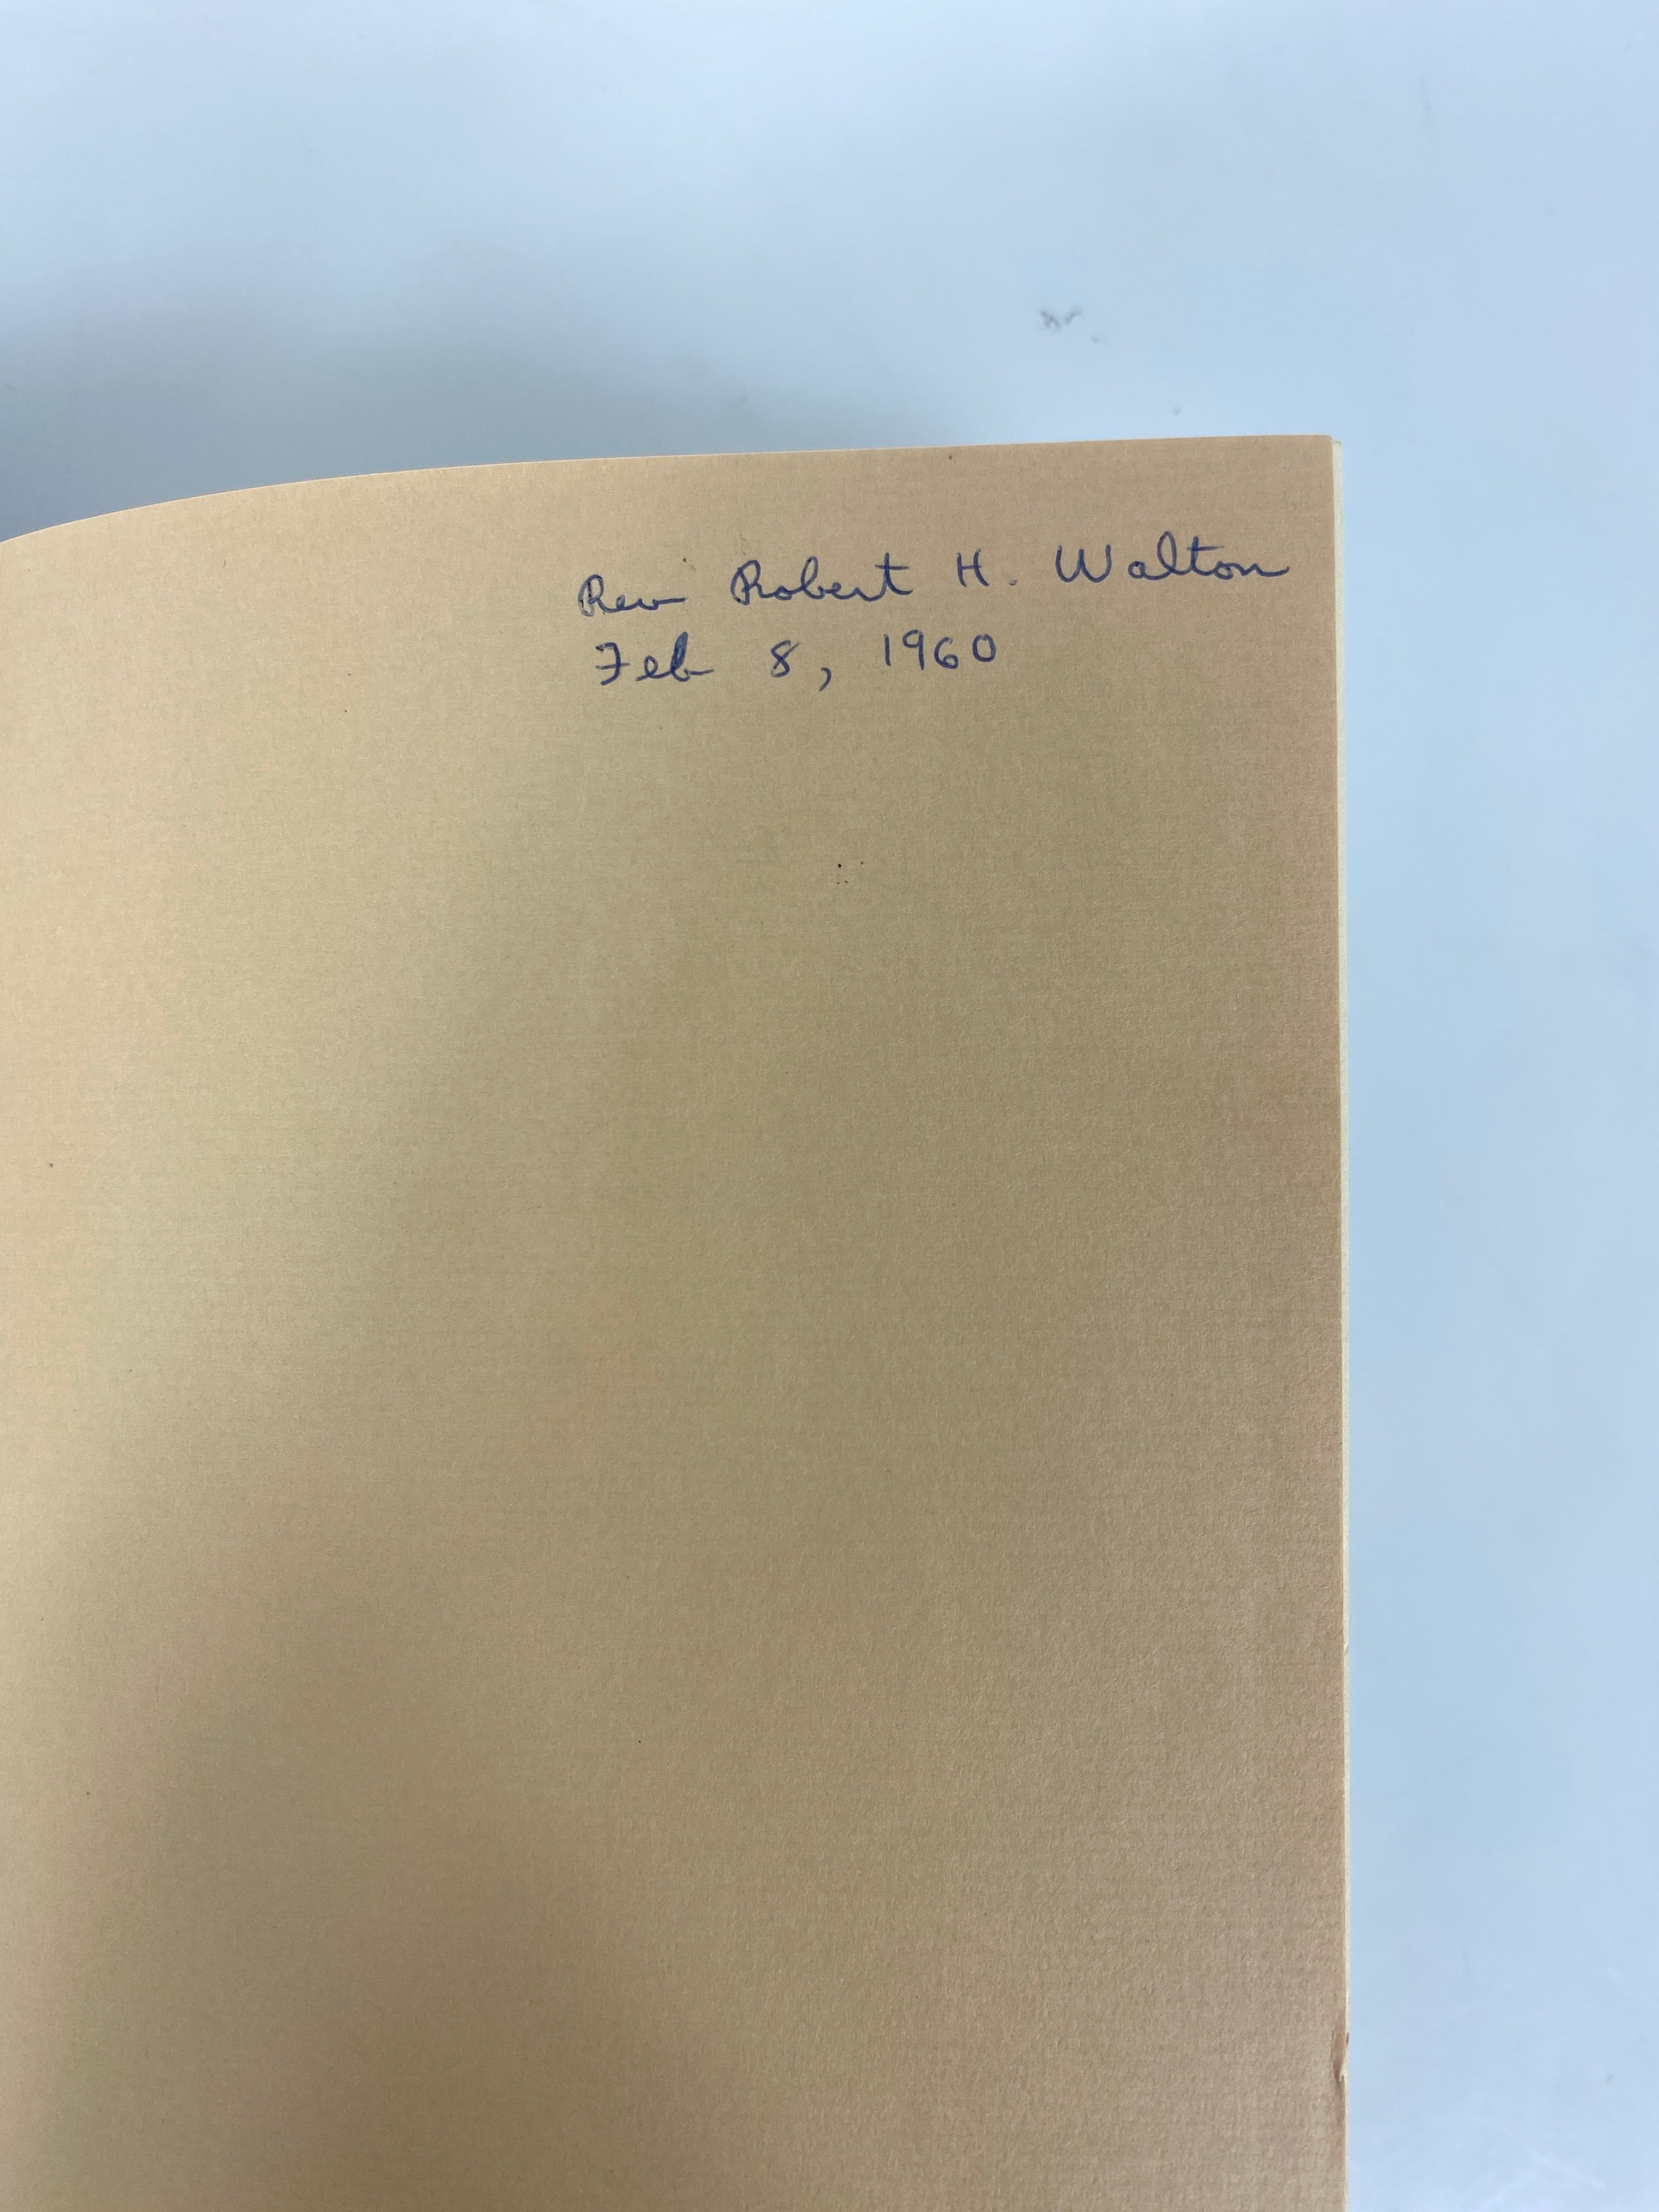 Rev Robert H. Walton
Feb 8, 1960